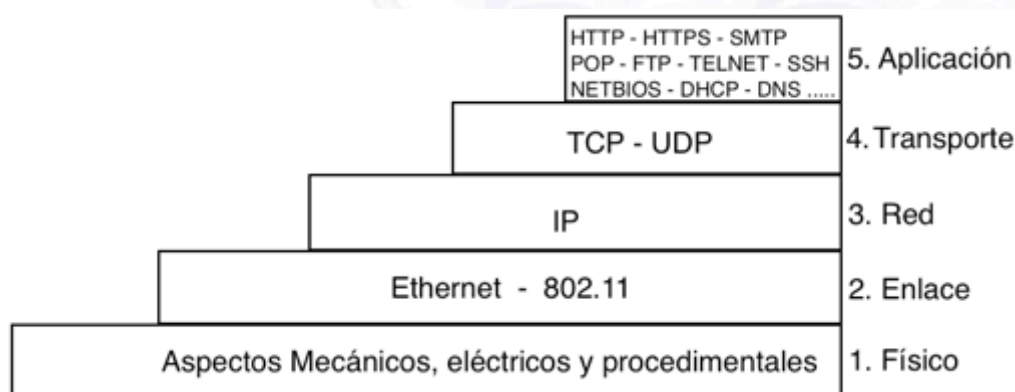 HTTP - HTTPS - SMTP
POP - FTP - TELNET - SSH
NETBIOS - DHCP - DNS .....
5. Aplicación
TCP - UDP
4. Transporte
IP
3. Red
Ethernet - 802.11
2. Enlace
Aspectos Mecánicos, eléctricos y procedimentales
1. Físico